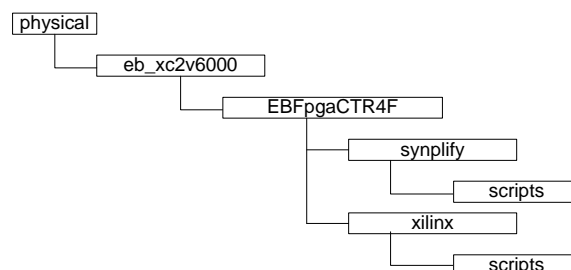 physical
eb_xc2v6000
EBFpgaCTR4F
synplify
scripts
xilinx
scripts